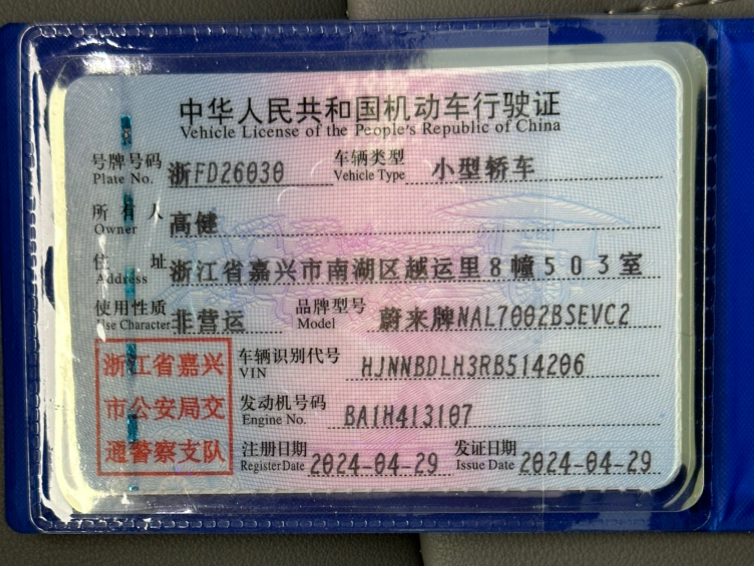 中华人民共和国机动车行驶证
Vehicle License of the People's Republic of China
号牌号码 浙FD26030 车辆类型 小型轿车
Plate No. Vehicle Type
所有人 高健
Owner
住址 浙江省嘉兴市南湖区越运里8幢503室
Address
使用性质 非营运 品牌型号 蔚来牌NAL7002BSEVC2
Use Character Model
浙江省嘉兴 车辆识别代号 HJNNBDLH3RB514206
VIN
市公安局交 发动机号码 BA1H413107
Engine No.
通警察支队 注册日期 2024-04-29 发证日期 2024-04-29
Register Date Issue Date